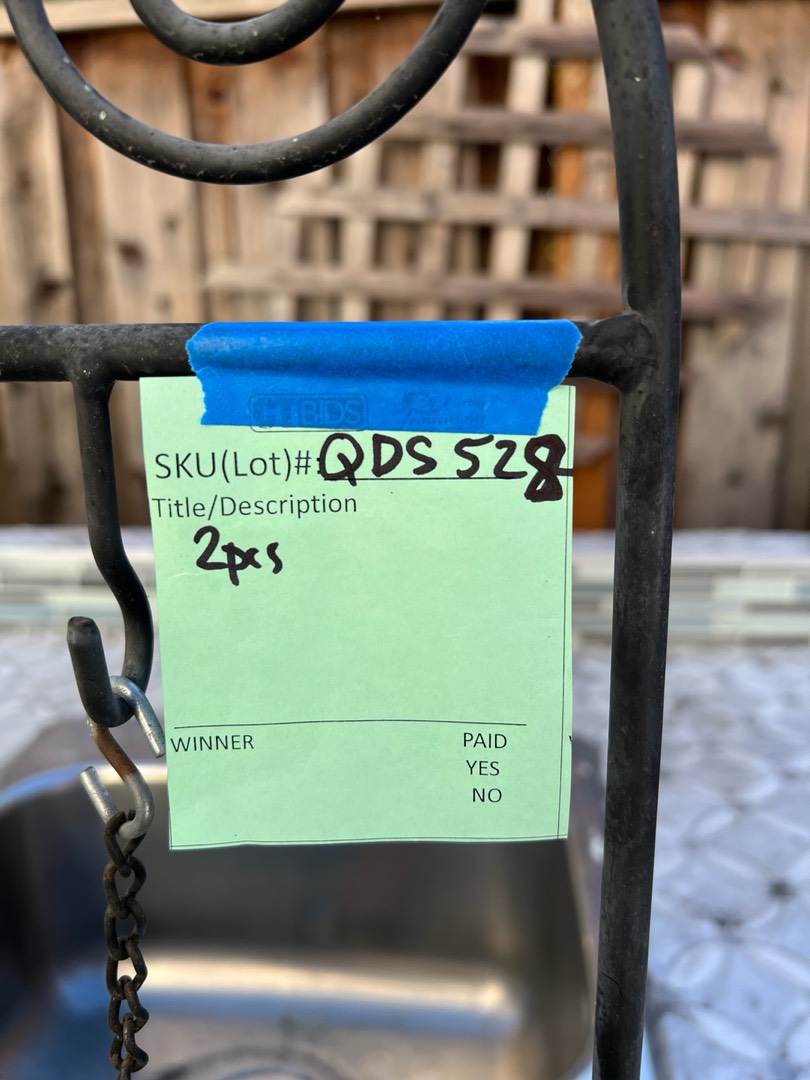 SKU(Lot)#: QDS 528
Title/Description
2pcs
WINNER
PAID
YES
NO